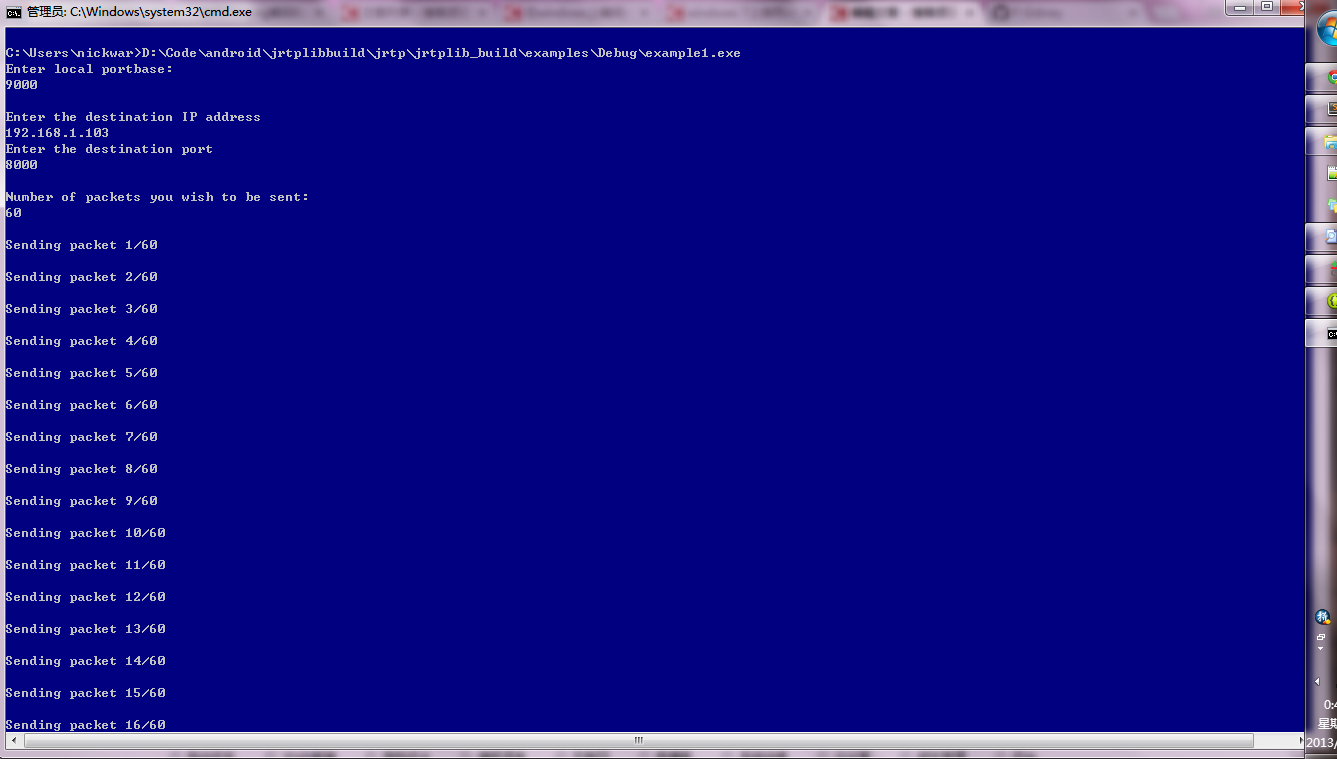 管理员: C:\Windows\system32\cmd.exe
C:\Users\nickwar>D:\Code\android\jrtplibbuild\jrtp\jrtplib_build\examples\Debug\example1.exe
Enter local portbase:
9000
Enter the destination IP address
192.168.1.103
Enter the destination port
8000
Number of packets you wish to be sent:
60
Sending packet 1/60
Sending packet 2/60
Sending packet 3/60
Sending packet 4/60
Sending packet 5/60
Sending packet 6/60
Sending packet 7/60
Sending packet 8/60
Sending packet 9/60
Sending packet 10/60
Sending packet 11/60
Sending packet 12/60
Sending packet 13/60
Sending packet 14/60
Sending packet 15/60
Sending packet 16/60
0:4
星期
2013/